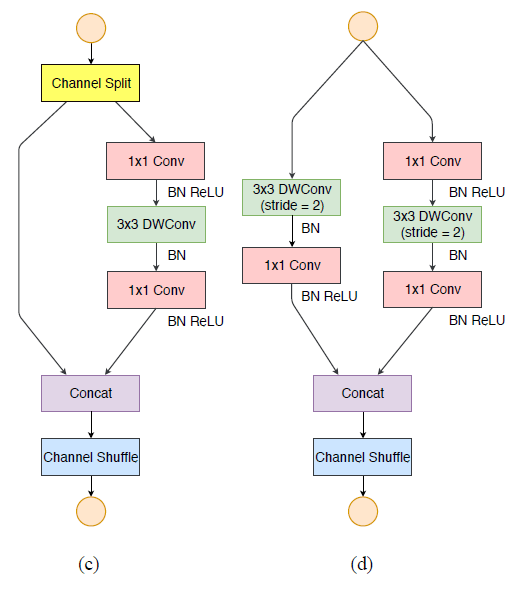 Channel Split
1x1 Conv
BN ReLU
3x3 DWConv
BN
1x1 Conv
BN ReLU
Concat
Channel Shuffle
(c)
3x3 DWConv
(stride = 2)
BN
1x1 Conv
BN ReLU
1x1 Conv
BN ReLU
3x3 DWConv
(stride = 2)
BN
1x1 Conv
BN ReLU
Concat
Channel Shuffle
(d)